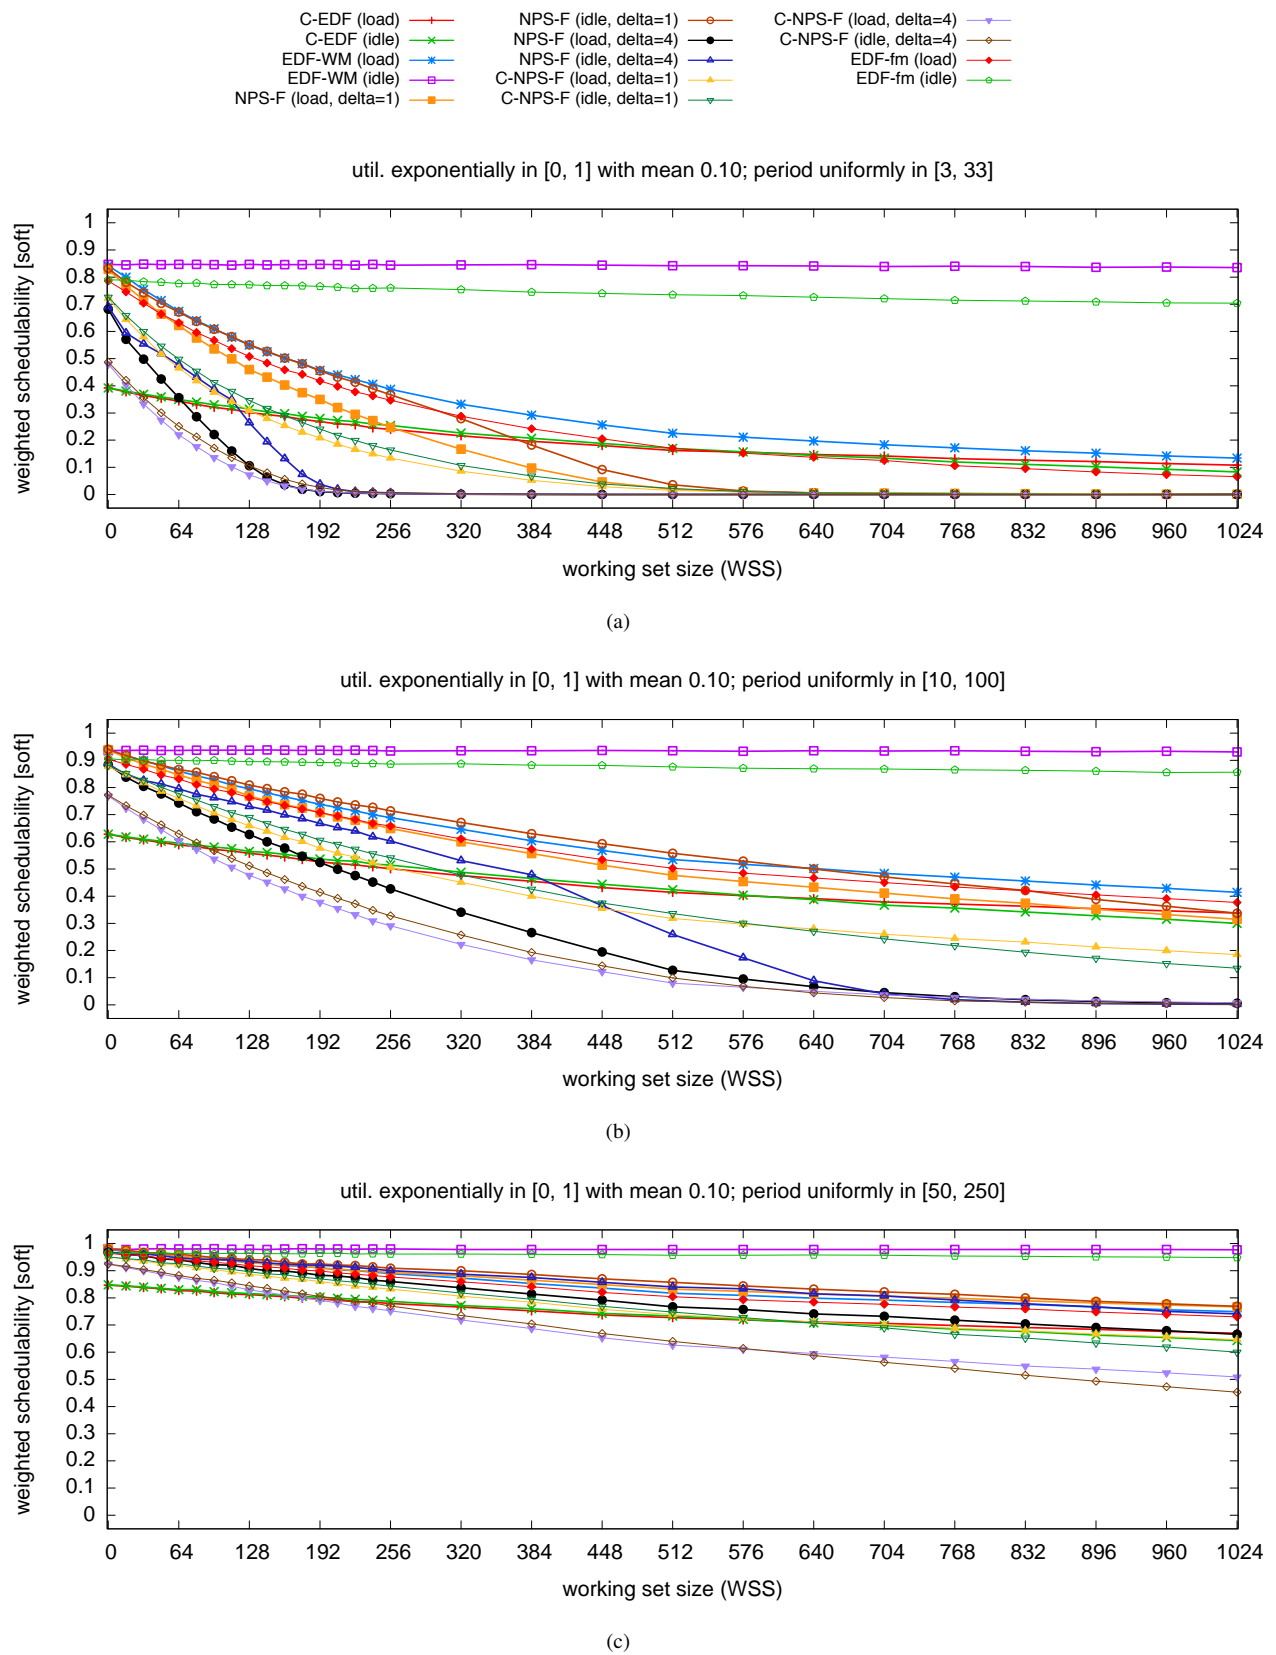 C-EDF (load)
C-EDF (idle)
EDF-WM (load)
EDF-WM (idle)
NPS-F (load, delta=1)
NPS-F (idle, delta=1)
NPS-F (load, delta=4)
NPS-F (idle, delta=4)
C-NPS-F (load, delta=1)
C-NPS-F (idle, delta=1)
C-NPS-F (load, delta=4)
C-NPS-F (idle, delta=4)
EDF-fm (load)
EDF-fm (idle)
util. exponentially in [0, 1] with mean 0.10; period uniformly in [3, 33]
weighted schedulability [soft]
1
0.9
0.8
0.7
0.6
0.5
0.4
0.3
0.2
0.1
0
0 64 128 192 256 320 384 448 512 576 640 704 768 832 896 960 1024
working set size (WSS)
(a)
util. exponentially in [0, 1] with mean 0.10; period uniformly in [10, 100]
weighted schedulability [soft]
1
0.9
0.8
0.7
0.6
0.5
0.4
0.3
0.2
0.1
0
0 64 128 192 256 320 384 448 512 576 640 704 768 832 896 960 1024
working set size (WSS)
(b)
util. exponentially in [0, 1] with mean 0.10; period uniformly in [50, 250]
weighted schedulability [soft]
1
0.9
0.8
0.7
0.6
0.5
0.4
0.3
0.2
0.1
0
0 64 128 192 256 320 384 448 512 576 640 704 768 832 896 960 1024
working set size (WSS)
(c)